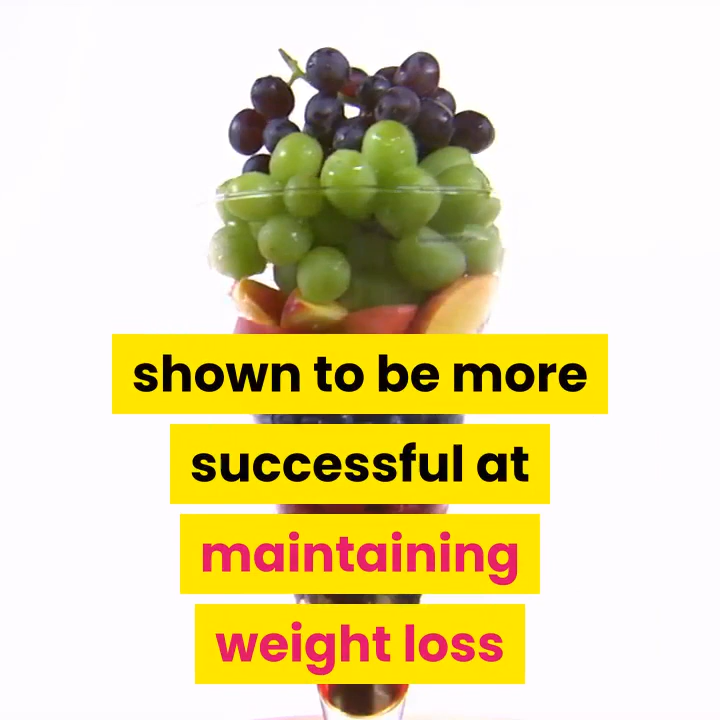 shown to be more
successful at
maintaining
weight loss